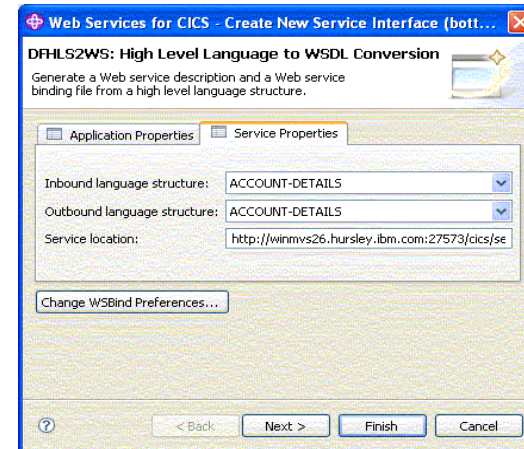 Web Services for CICS - Create New Service Interface (bott...
DFHLS2WS: High Level Language to WSDL Conversion
Generate a Web service description and a Web service
binding file from a high level language structure.
Application Properties Service Properties
Inbound language structure: ACCOUNT-DETAILS
Outbound language structure: ACCOUNT-DETAILS
Service location: http://winmvs26.hursley.ibm.com:27573/cics/se
Change WSBind Preferences...
? < Back Next > Finish Cancel